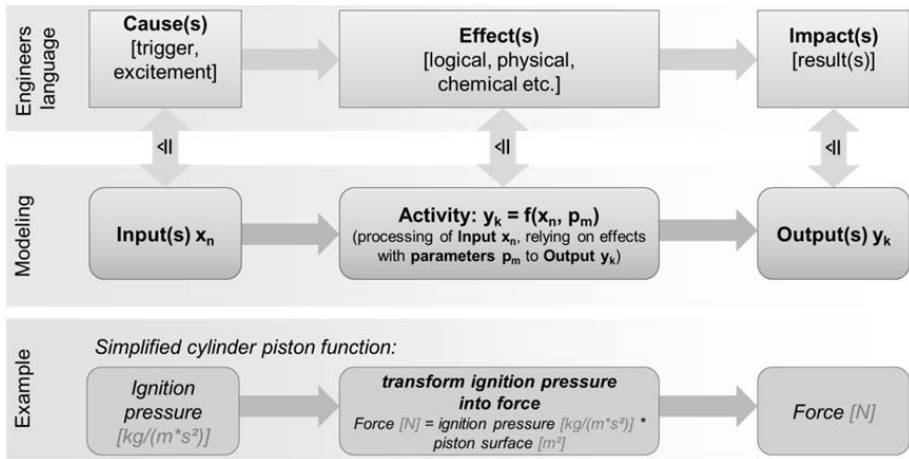 Engineers
language
Cause(s)
[trigger,
excitement]
Effect(s)
[logical, physical,
chemical etc.]
Impact(s)
[result(s)]
≙
≙
≙
Modeling
Input(s) xₙ
Activity: yₖ = f(xₙ, pₘ)
(processing of Input xₙ, relying on effects
with parameters pₘ to Output yₖ)
Output(s) yₖ
Example
Simplified cylinder piston function:
Ignition
pressure
[kg/(m*s²)]
transform ignition pressure
into force
Force [N] = ignition pressure [kg/(m*s²)] *
piston surface [m²]
Force [N]